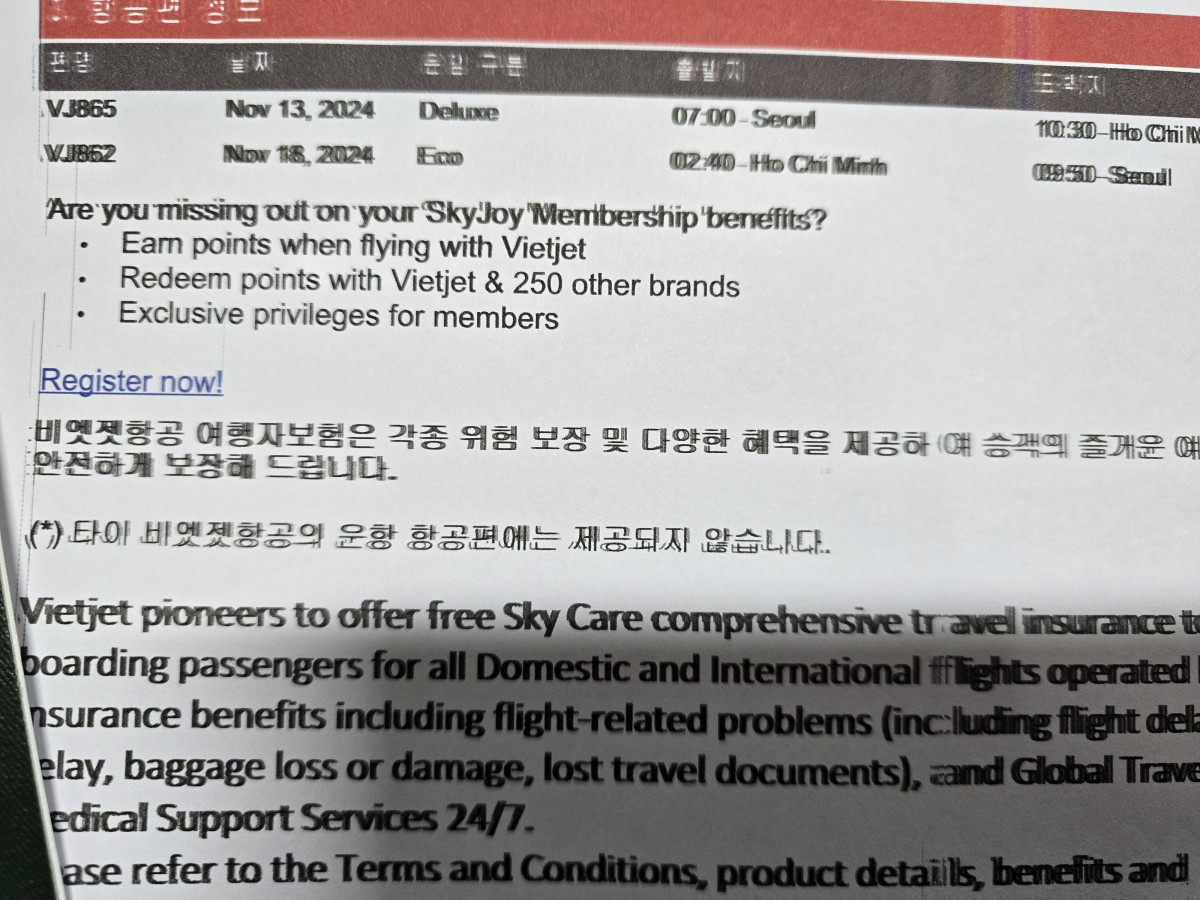 항공편 정보
편명 날짜 운임 구분 출발지 도착지
VJ865 Nov 13, 2024 Deluxe 07:00 - Seoul 10:30 - Ho Chi M
VJ862 Nov Eco 02:40 - Ho Chi Minh 09:50 - Seoul
Are you missing out on your SkyJoy Membership benefits?
• Earn points when flying with Vietjet
• Redeem points with Vietjet & 250 other brands
• Exclusive privileges for members
Register now!
비엣젯항공 여행자보험은 각종 위험 보장 및 다양한 혜택을 제공하여 승객의 즐거운 여
안전하게 보장해 드립니다.
(*) 타이 비엣젯항공의 운항 항공편에는 제공되지 않습니다.
Vietjet pioneers to offer free Sky Care comprehensive travel insurance to
boarding passengers for all Domestic and International flights operated
nsurance benefits including flight-related problems (including flight dela
elay, baggage loss or damage, lost travel documents), and Global Trave
edical Support Services 24/7.
ase refer to the Terms and Conditions, product details, benefits and